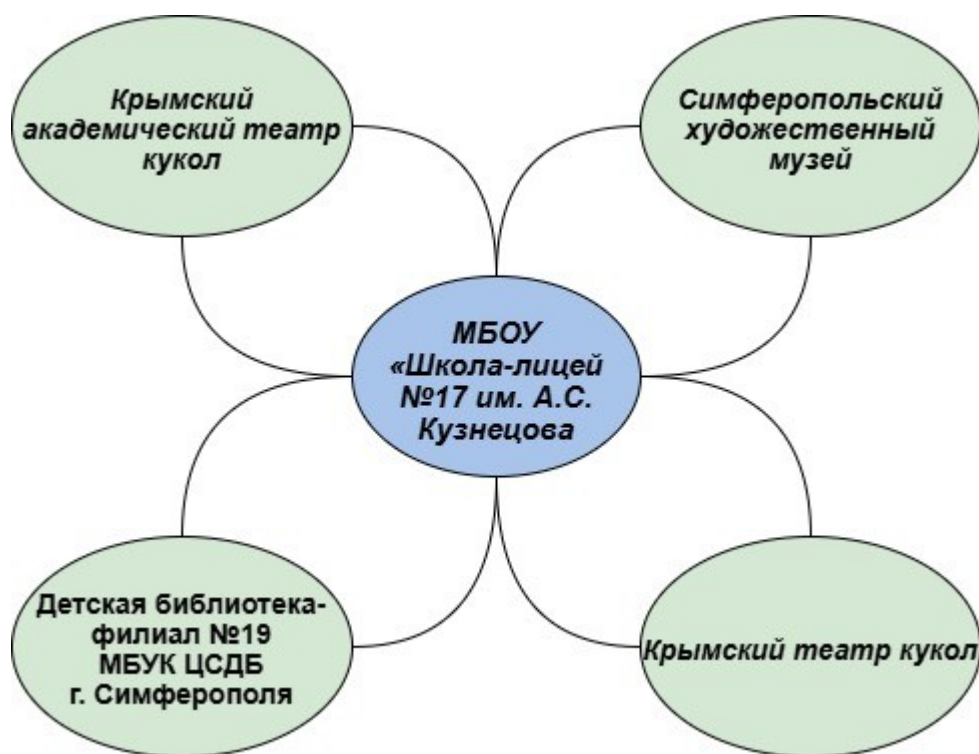 Крымский
академический театр
кукол
Симферопольский
художественный
музей
МБОУ
«Школа-лицей
№17 им. А.С.
Кузнецова
Детская библиотека-
филиал №19
МБУК ЦСДБ
г. Симферополя
Крымский театр кукол